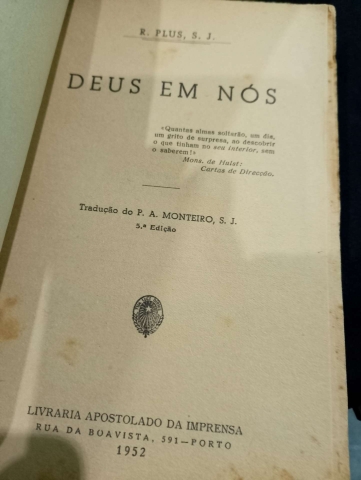 R. PLUS, S. J.
DEUS EM NÓS
«Quantas almas soltarão, um dia,
um grito de surpresa, ao descobrir
o que tinham no seu interior, sem
o saberem!»
Mons. de Hulst:
Cartas de Direcção.
Tradução do P. A. MONTEIRO, S. J.
5.ª Edição
LIVRARIA APOSTOLADO DA IMPRENSA
RUA DA BOAVISTA, 591—PORTO
1952